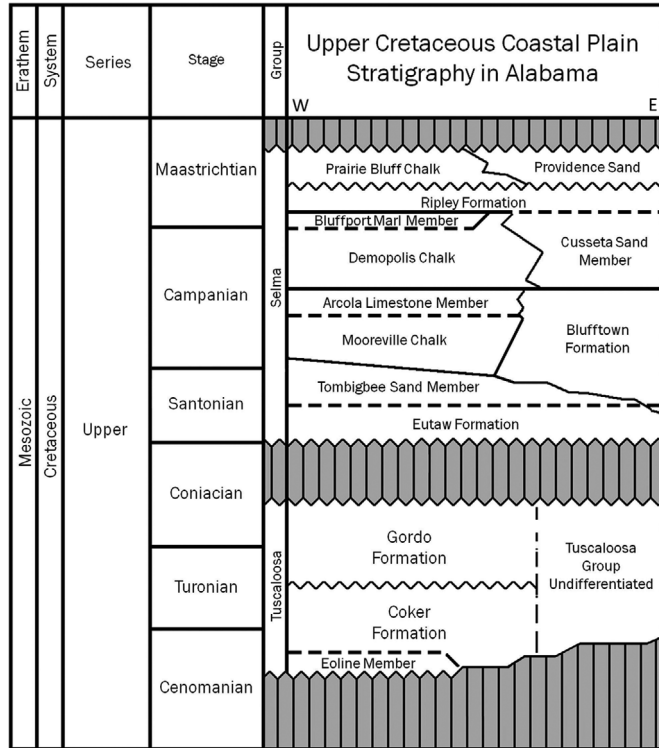 Erathem
System
Series
Stage
Group
Upper Cretaceous Coastal Plain
Stratigraphy in Alabama
W
E
Mesozoic
Cretaceous
Upper
Maastrichtian
Campanian
Santonian
Coniacian
Turonian
Cenomanian
Selma
Tuscaloosa
Prairie Bluff Chalk
Providence Sand
Ripley Formation
Bluffport Marl Member
Demopolis Chalk
Cusseta Sand
Member
Arcola Limestone Member
Mooreville Chalk
Blufftown
Formation
Tombigbee Sand Member
Eutaw Formation
Gordo
Formation
Tuscaloosa
Group
Undifferentiated
Coker
Formation
Eoline Member